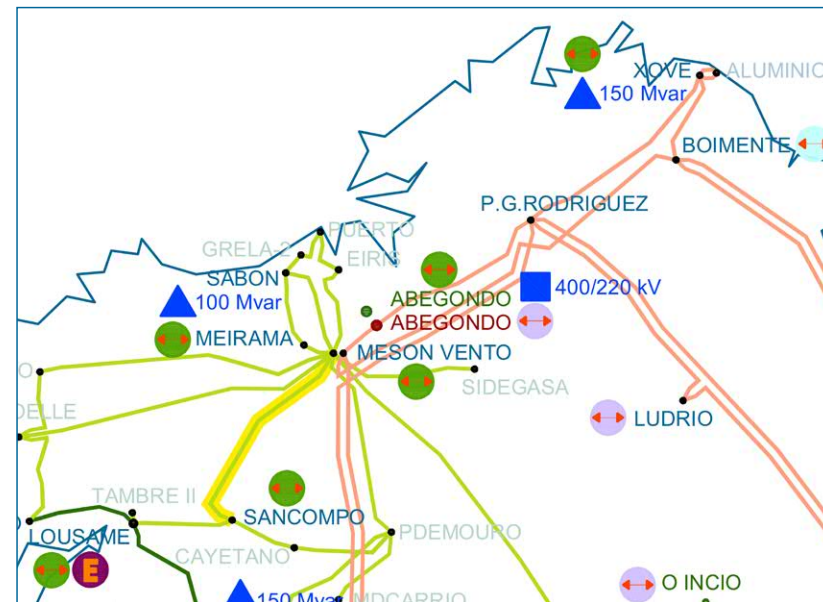 XOVE
ALUMINIO
150 Mvar
BOIMENTE
P.G.RODRIGUEZ
PUERTO
GRELA-2
EIRIS
SABON
400/220 kV
100 Mvar
ABEGONDO
ABEGONDO
MEIRAMA
MESON VENTO
SIDEGASA
LUDRIO
TAMBRE II
SANCOMPO
LOUSAME
PDEMOURO
CAYETANO
E
O INCIO
150 Mvar